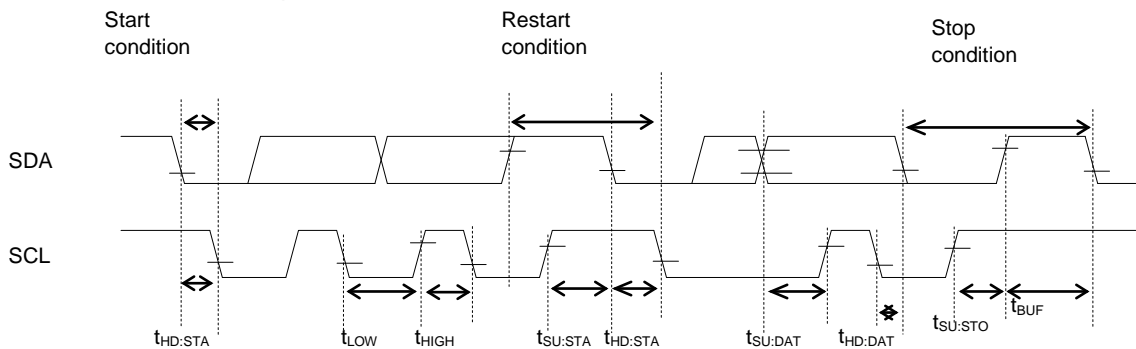 Start
condition
Restart
condition
Stop
condition
SDA
SCL
tHD:STA
tLOW
tHIGH
tSU:STA
tHD:STA
tSU:DAT
tHD:DAT
tSU:STO
tBUF